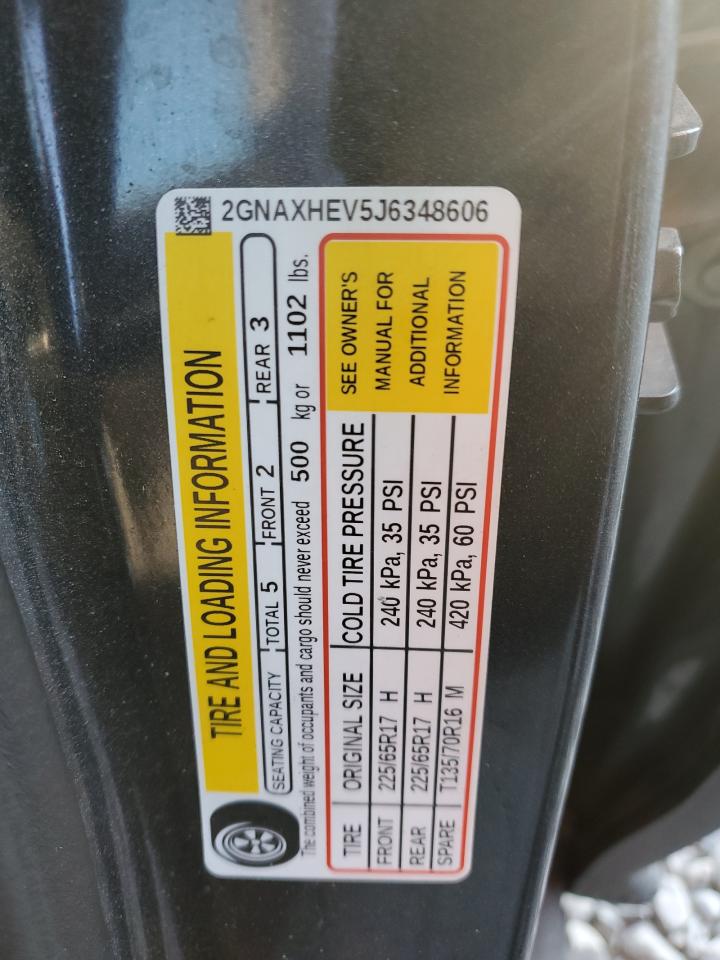 2GNAXHEV5J6348606
TIRE AND LOADING INFORMATION
SEATING CAPACITY TOTAL 5 FRONT 2 REAR 3
The combined weight of occupants and cargo should never exceed 500 kg or 1102 lbs.
TIRE ORIGINAL SIZE COLD TIRE PRESSURE SEE OWNER'S
FRONT 225/65R17 H 240 kPa, 35 PSI MANUAL FOR
REAR 225/65R17 H 240 kPa, 35 PSI ADDITIONAL
SPARE T135/70R16 M 420 kPa, 60 PSI INFORMATION